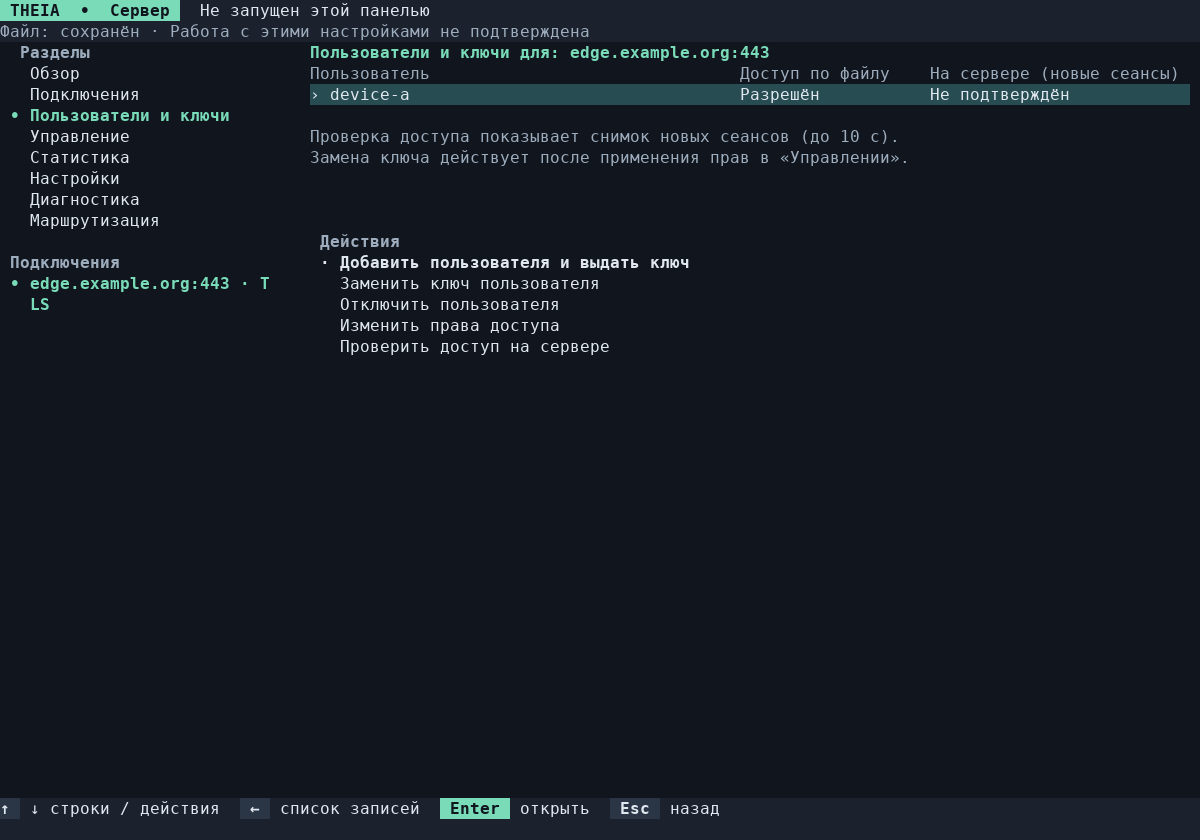 THEIA • Сервер Не запущен этой панелью
Файл: сохранён · Работа с этими настройками не подтверждена
Разделы
Обзор
Подключения
• Пользователи и ключи
Управление
Статистика
Настройки
Диагностика
Маршрутизация
Подключения
• edge.example.org:443 · T
LS
Пользователи и ключи для: edge.example.org:443
Пользователь Доступ по файлу На сервере (новые сеансы)
› device-a Разрешён Не подтверждён
Проверка доступа показывает снимок новых сеансов (до 10 с).
Замена ключа действует после применения прав в «Управлении».
Действия
· Добавить пользователя и выдать ключ
Заменить ключ пользователя
Отключить пользователя
Изменить права доступа
Проверить доступ на сервере
↑ ↓ строки / действия ← список записей Enter открыть Esc назад